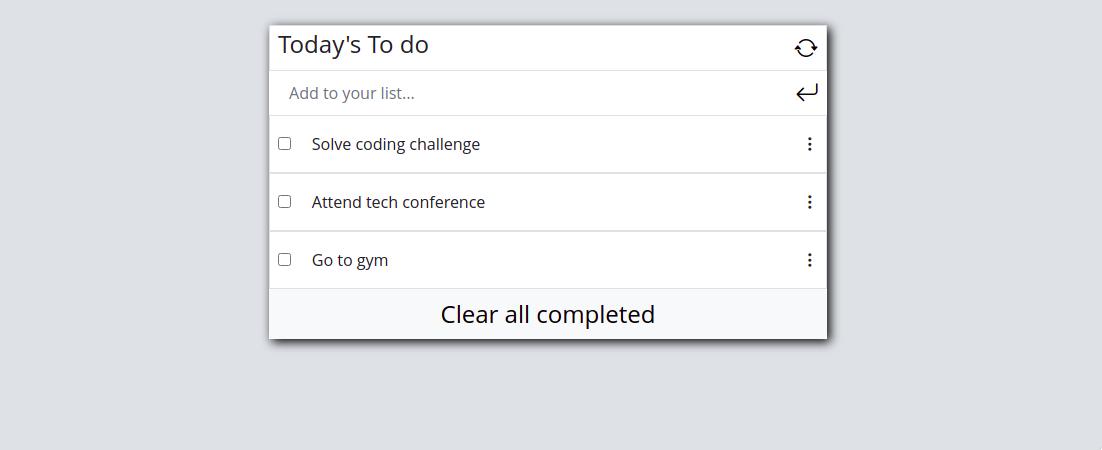 Today's To do
Add to your list...
Solve coding challenge
Attend tech conference
Go to gym
Clear all completed